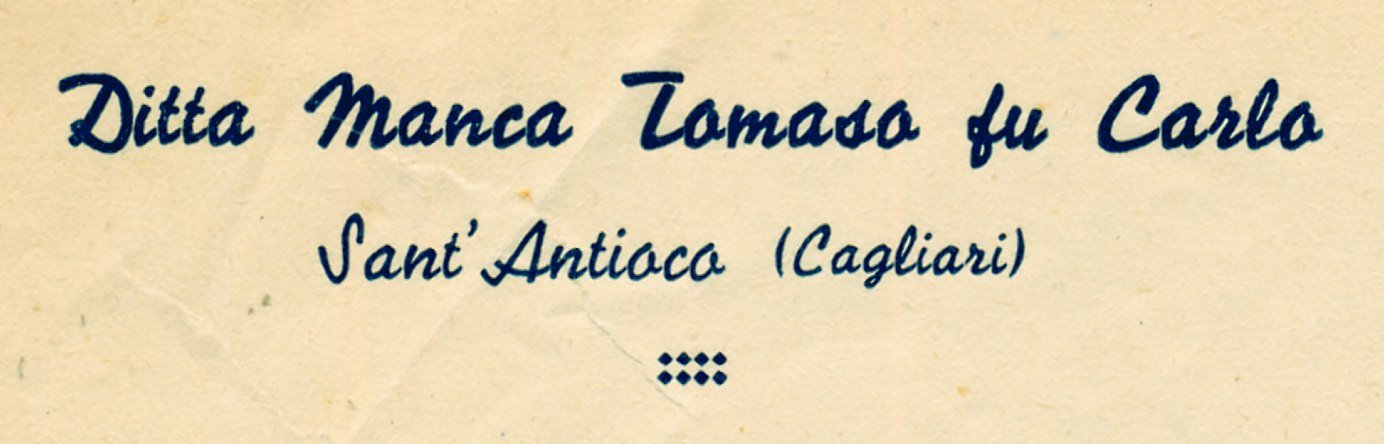 Ditta Manca Tomaso fu Carlo
Sant' Antioco (Cagliari)